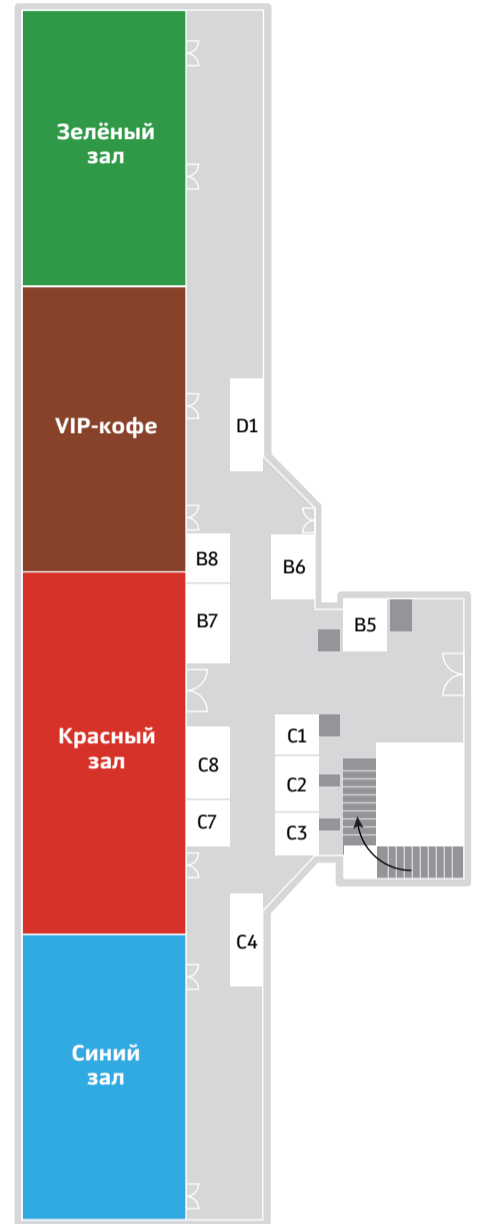 Зелёный
зал
VIP-кофе
D1
B8
B6
B7
B5
Красный
зал
C1
C8
C2
C7
C3
C4
Синий
зал